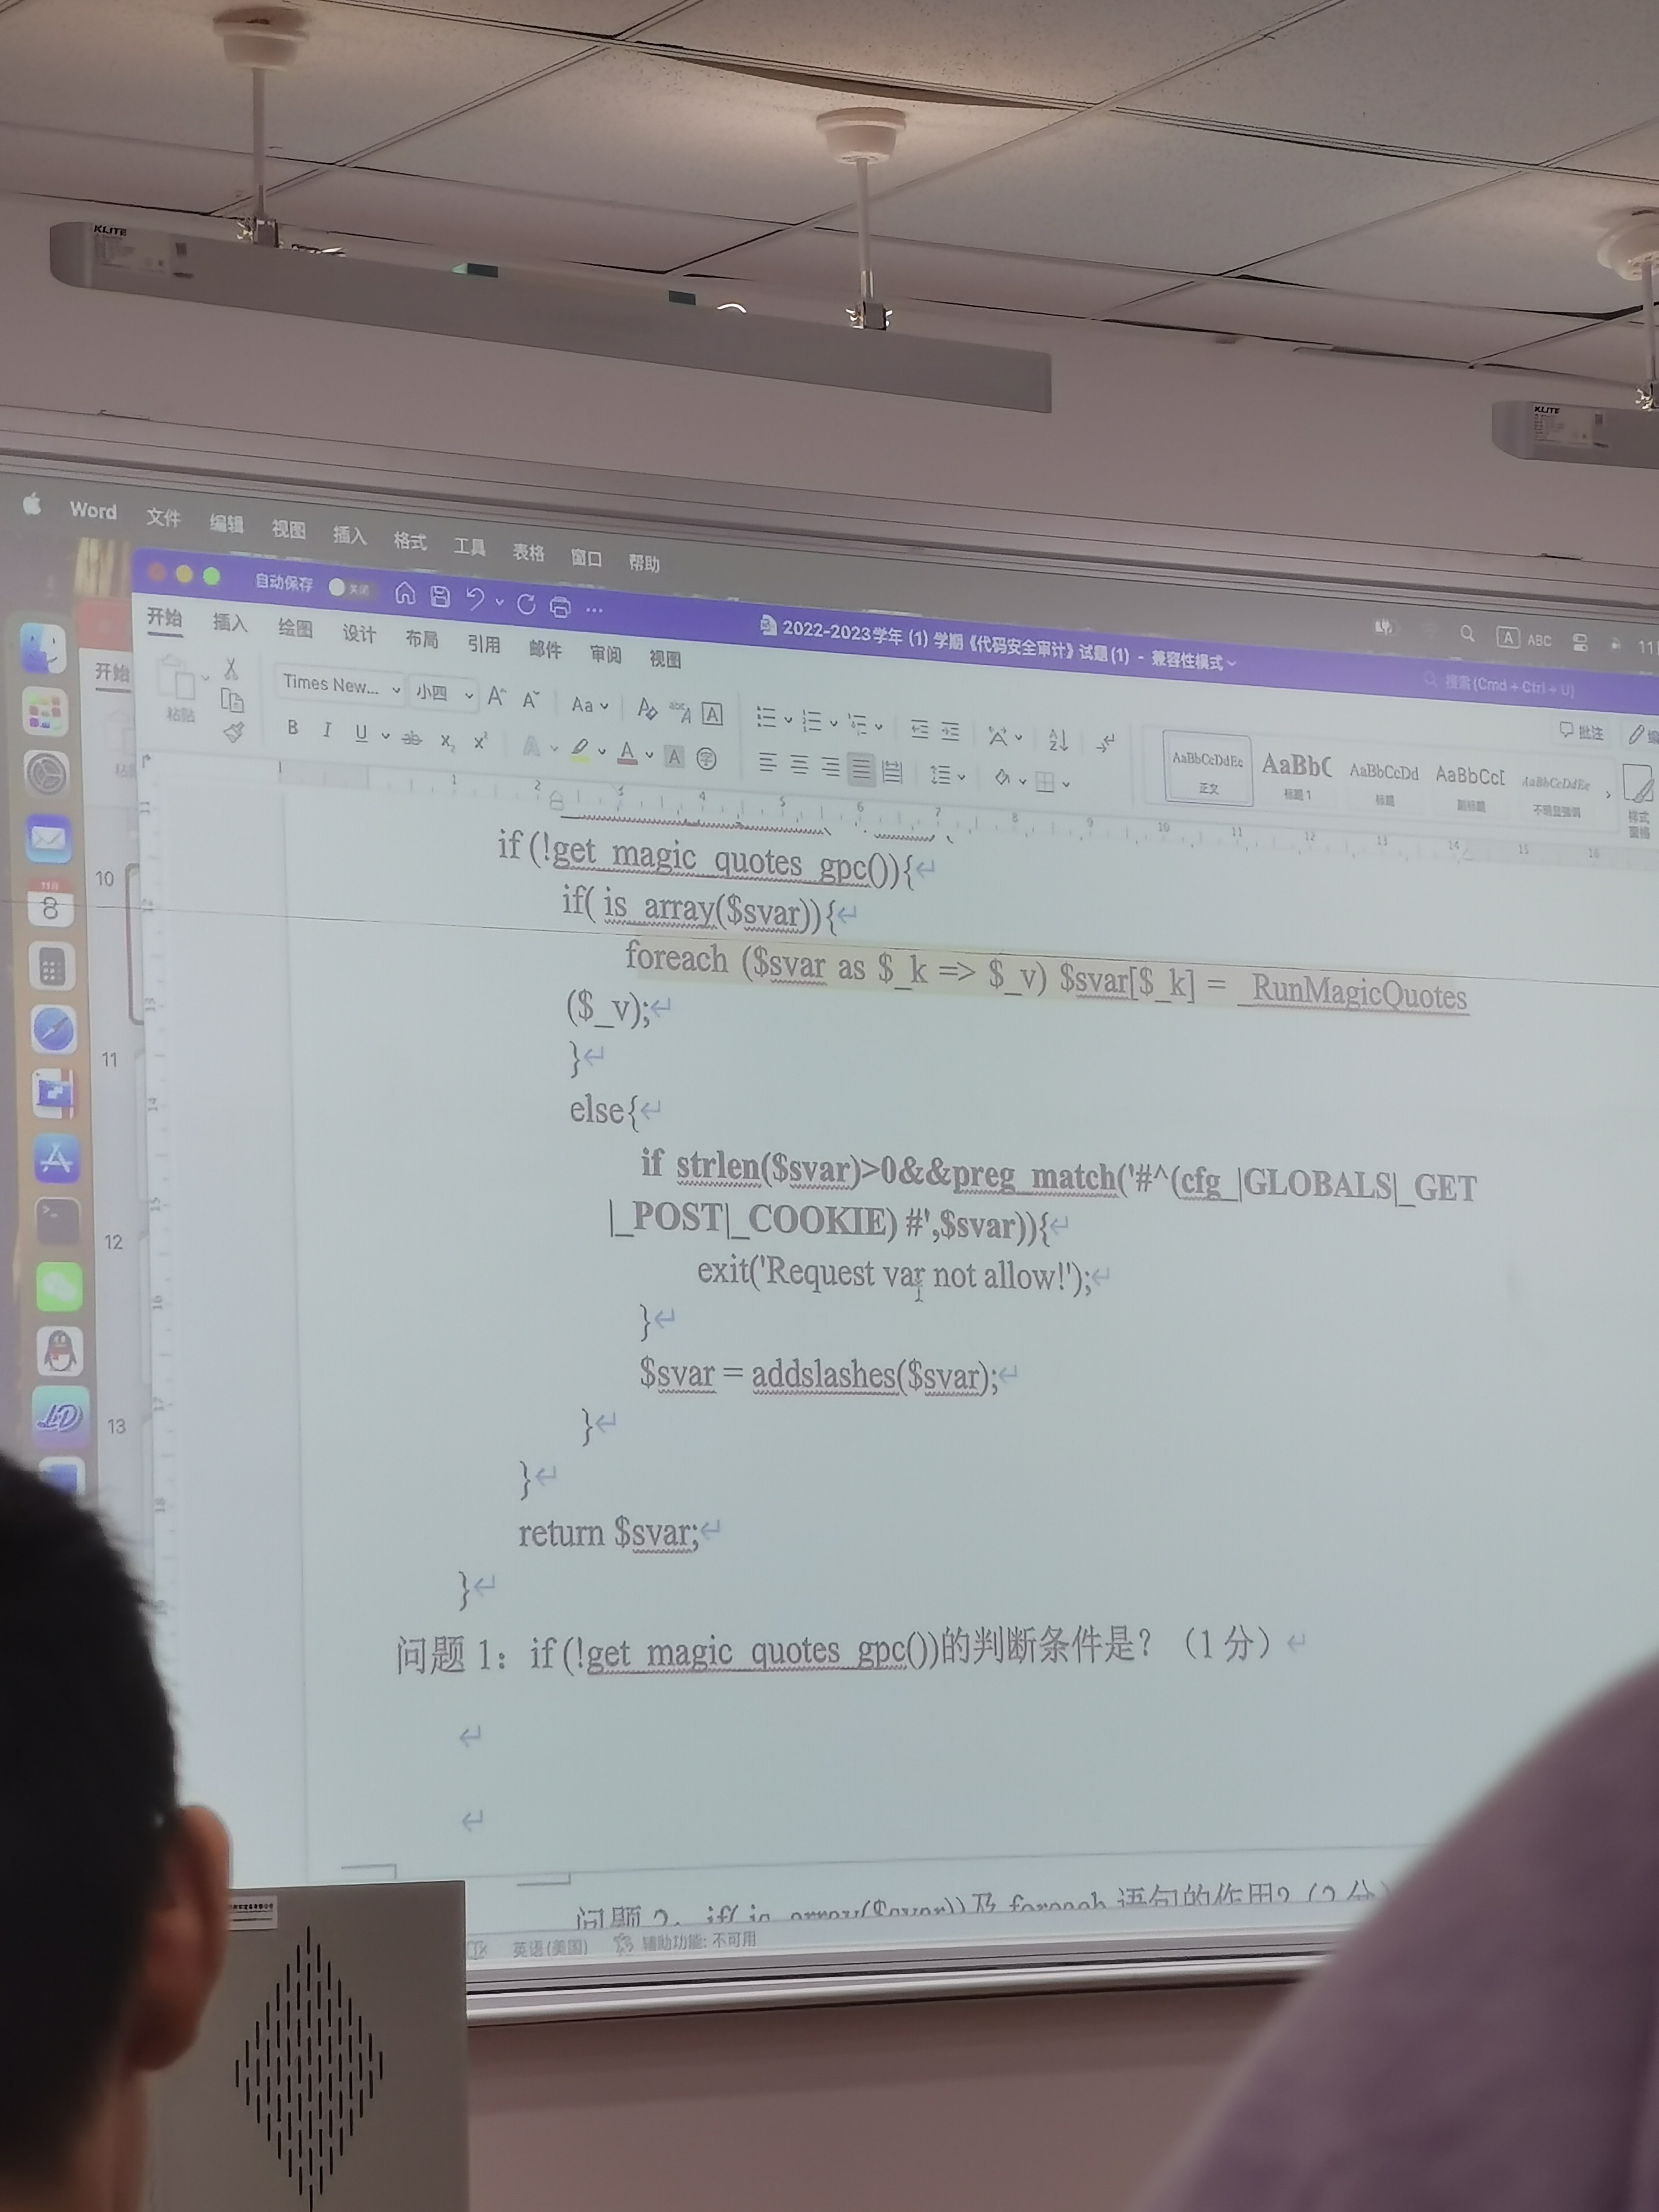 KLITE
KLITE
Word 文件 编辑 视图 插入 格式 工具 表格 窗口 帮助
自动保存 关闭
2022-2023学年 (1) 学期《代码安全审计》试题(1) - 兼容性模式
A ABC
搜索(Cmd + Ctrl + U)
开始
开始 插入 绘图 设计 布局 引用 邮件 审阅 视图
批注
粘贴
Times New... 小四
AaBbCcDdEe AaBbC AaBbCcDd AaBbCcD AaBbCcDdEe
正文 标题 1 标题 副标题 不明显强调
样式
窗格
10
11
12
13
8
if (!get_magic_quotes_gpc()){
if( is_array($svar)){
foreach ($svar as $_k => $_v) $svar[$_k] = _RunMagicQuotes
($_v);
}
else{
if strlen($svar)>0&&preg_match('#^(cfg_|GLOBALS|_GET
|_POST|_COOKIE) #',$svar)){
exit('Request var not allow!');
}
$svar = addslashes($svar);
}
}
return $svar;
}
问题 1：if (!get_magic_quotes_gpc())的判断条件是？（1 分）
问题 2，if( is_array($svar))及 foreach 语句的作用？（2 分）
英语(美国) 辅助功能: 不可用